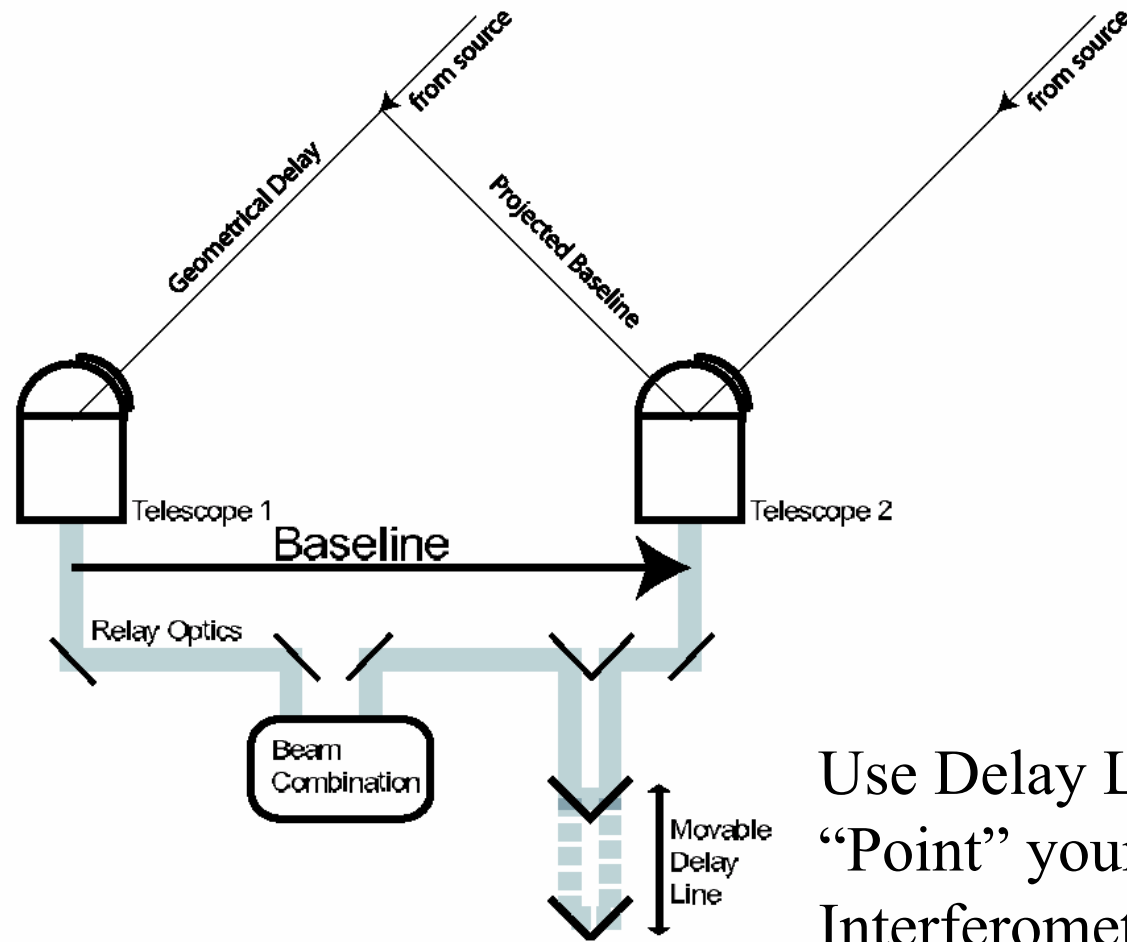 from source
from source
Geometrical Delay
Projected Baseline
Telescope 1
Telescope 2
Baseline
Relay Optics
Beam
Combination
Movable
Delay
Line
Use Delay L
“Point” your
Interferomet